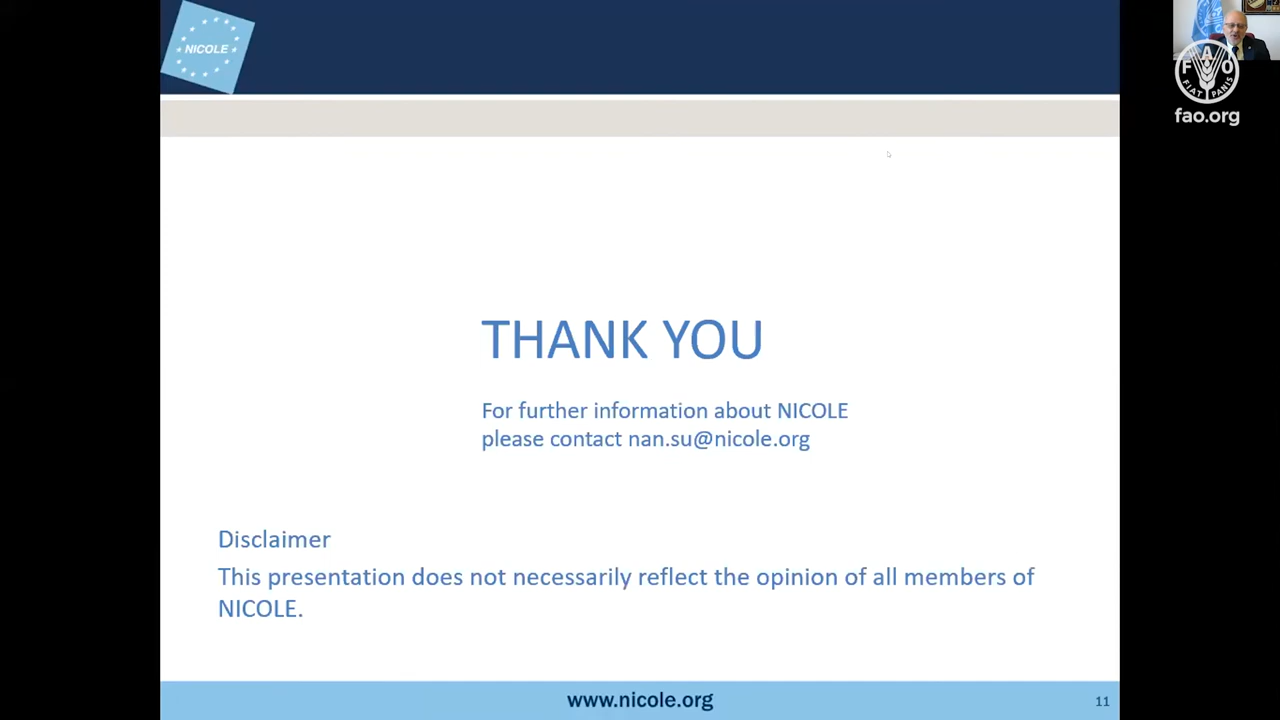 NICOLE
F A O
FIAT PANIS
fao.org
THANK YOU
For further information about NICOLE
please contact nan.su@nicole.org
Disclaimer
This presentation does not necessarily reflect the opinion of all members of
NICOLE.
www.nicole.org
11